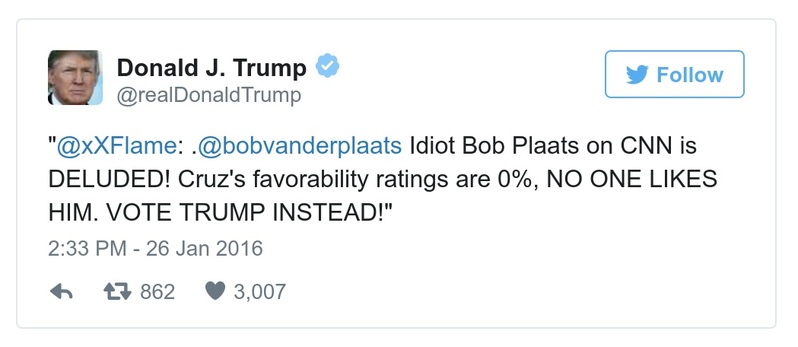 Donald J. Trump
@realDonaldTrump
Follow
"@xXFlame: .@bobvanderplaats Idiot Bob Plaats on CNN is
DELUDED! Cruz's favorability ratings are 0%, NO ONE LIKES
HIM. VOTE TRUMP INSTEAD!"
2:33 PM - 26 Jan 2016
862 3,007